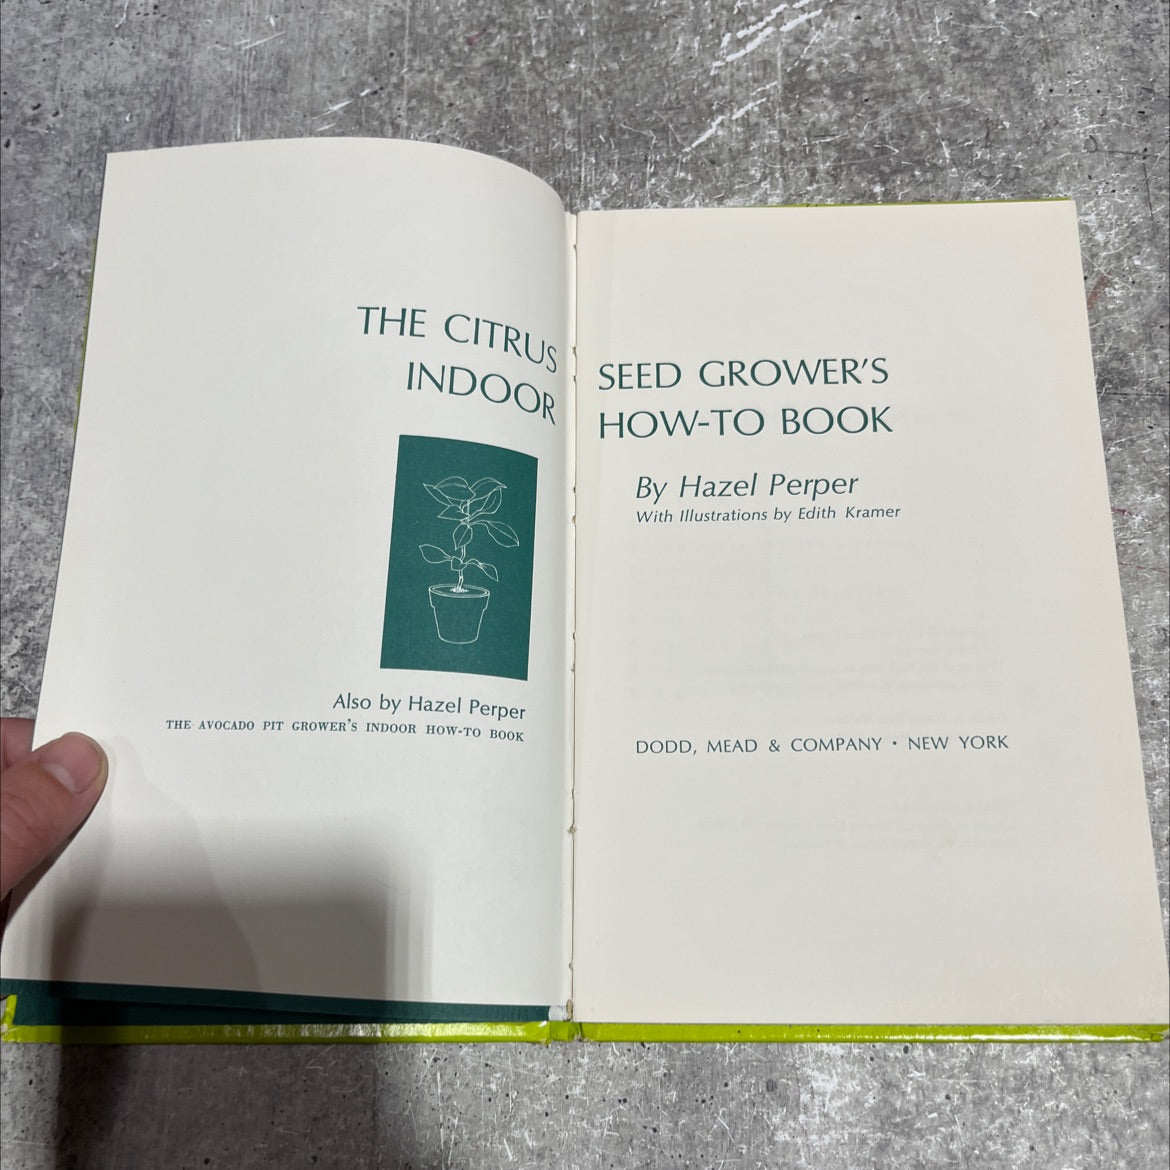 THE CITRUS SEED GROWER'S
INDOOR HOW-TO BOOK
By Hazel Perper
With Illustrations by Edith Kramer
Also by Hazel Perper
THE AVOCADO PIT GROWER'S INDOOR HOW-TO BOOK
DODD, MEAD & COMPANY • NEW YORK